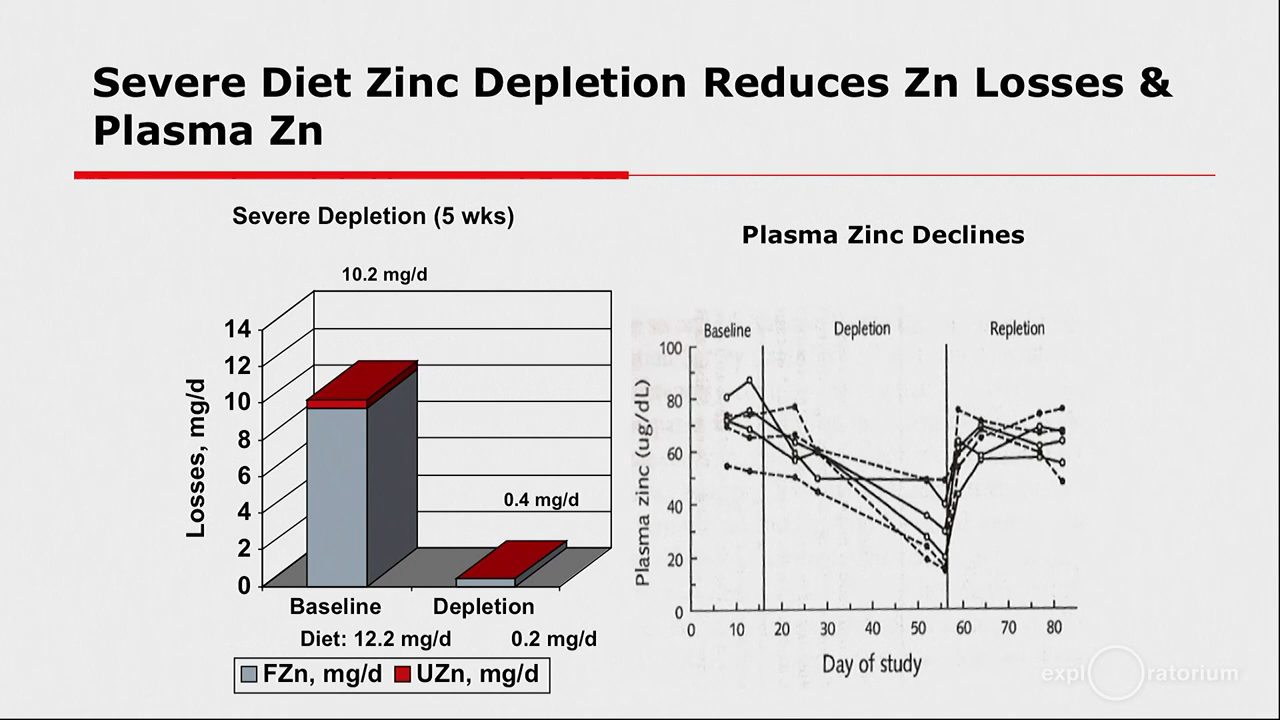 Severe Diet Zinc Depletion Reduces Zn Losses &
Plasma Zn
Severe Depletion (5 wks)
10.2 mg/d
14
12
10
8
6
4
2
0
Losses, mg/d
0.4 mg/d
Baseline
Depletion
Diet: 12.2 mg/d
0.2 mg/d
FZn, mg/d
UZn, mg/d
Plasma Zinc Declines
Baseline
Depletion
Repletion
100
80
60
40
20
0
Plasma zinc (ug/dL)
0
10
20
30
40
50
60
70
80
Day of study
expl ratorium